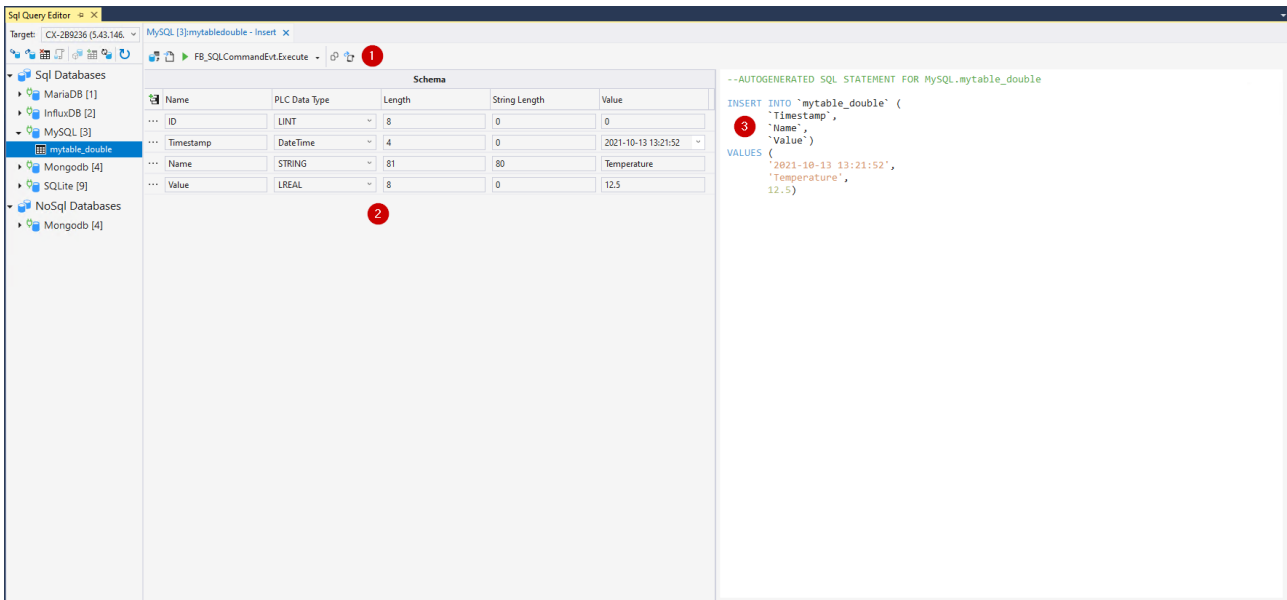 Sql Query Editor
Target: CX-2B9236 (5.43.146.
MySQL [3]:mytabledouble - Insert
FB_SQLCommandEvt.Execute
1
Sql Databases
MariaDB [1]
InfluxDB [2]
MySQL [3]
mytable_double
Mongodb [4]
SQLite [9]
NoSql Databases
Mongodb [4]
Schema
Name PLC Data Type Length String Length Value
ID LINT 8 0 0
Timestamp DateTime 4 0 2021-10-13 13:21:52
Name STRING 81 80 Temperature
Value LREAL 8 0 12.5
2
--AUTOGENERATED SQL STATEMENT FOR MySQL.mytable_double
INSERT INTO `mytable_double` (
`Timestamp`,
3 `Name`,
`Value`)
VALUES (
'2021-10-13 13:21:52',
'Temperature',
12.5)